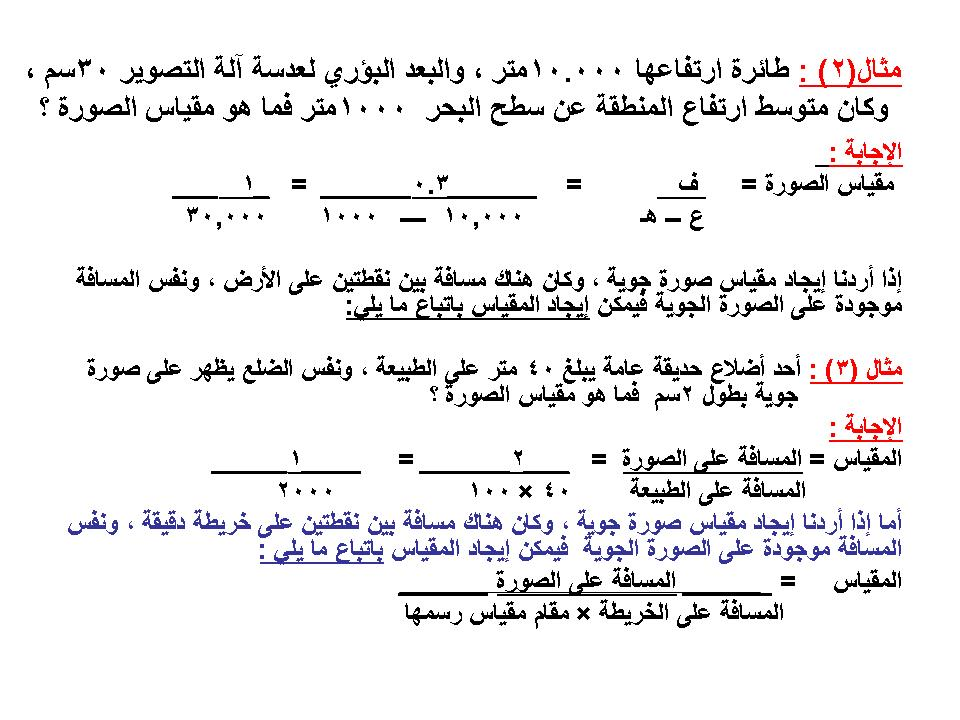 مثال(٢) : طائرة ارتفاعها ١٠.٠٠٠متر ، والبعد البؤري لعدسة آلة التصوير ٣٠سم ،
وكان متوسط ارتفاع المنطقة عن سطح البحر ١٠٠٠متر فما هو مقياس الصورة ؟
الإجابة :
مقياس الصورة = ف = ٠.٣ = ١
ع – هـ ١٠,٠٠٠ – ١٠٠٠ ٣٠,٠٠٠
إذا أردنا إيجاد مقياس صورة جوية ، وكان هناك مسافة بين نقطتين على الأرض ، ونفس المسافة
موجودة على الصورة الجوية فيمكن إيجاد المقياس باتباع ما يلي:
مثال (٣) : أحد أضلاع حديقة عامة يبلغ ٤٠ متر على الطبيعة ، ونفس الضلع يظهر على صورة
جوية بطول ٢سم فما هو مقياس الصورة ؟
الإجابة :
المقياس = المسافة على الصورة = ٢ = ١
المسافة على الطبيعة ٤٠ × ١٠٠ ٢٠٠٠
أما إذا أردنا إيجاد مقياس صورة جوية ، وكان هناك مسافة بين نقطتين على خريطة دقيقة ، ونفس
المسافة موجودة على الصورة الجوية فيمكن إيجاد المقياس باتباع ما يلي :
المقياس = المسافة على الصورة
المسافة على الخريطة × مقام مقياس رسمها